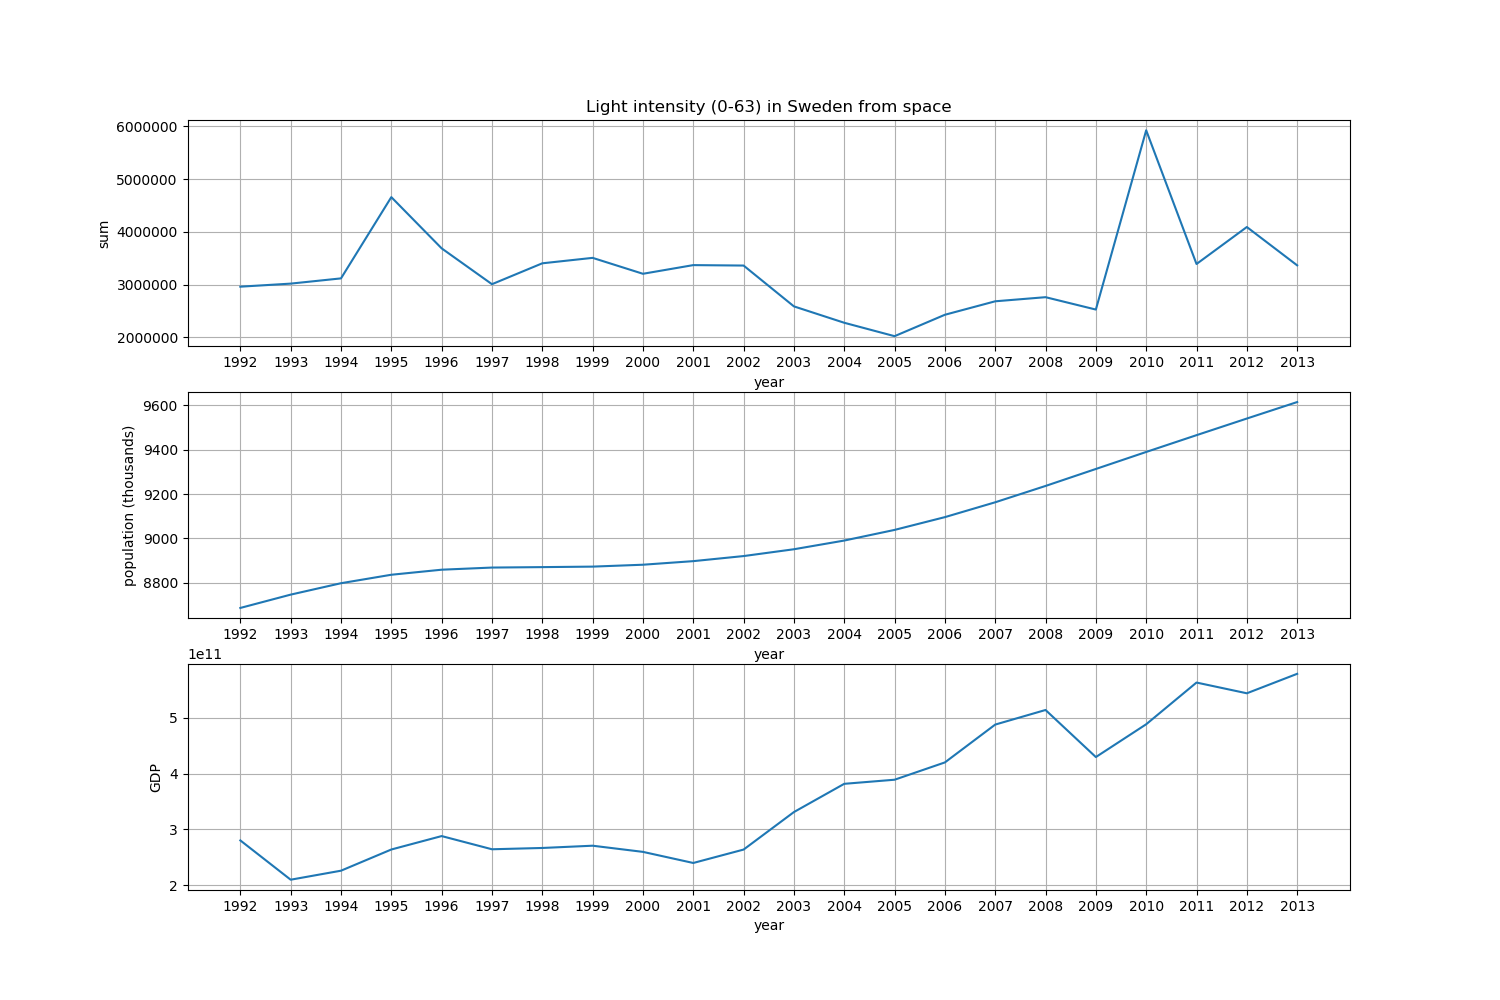 Light intensity (0-63) in Sweden from space
6000000
5000000
4000000
3000000
2000000
sum
1992 1993 1994 1995 1996 1997 1998 1999 2000 2001 2002 2003 2004 2005 2006 2007 2008 2009 2010 2011 2012 2013
year
9600
9400
9200
9000
8800
population (thousands)
1992 1993 1994 1995 1996 1997 1998 1999 2000 2001 2002 2003 2004 2005 2006 2007 2008 2009 2010 2011 2012 2013
year
1e11
5
4
3
2
GDP
1992 1993 1994 1995 1996 1997 1998 1999 2000 2001 2002 2003 2004 2005 2006 2007 2008 2009 2010 2011 2012 2013
year